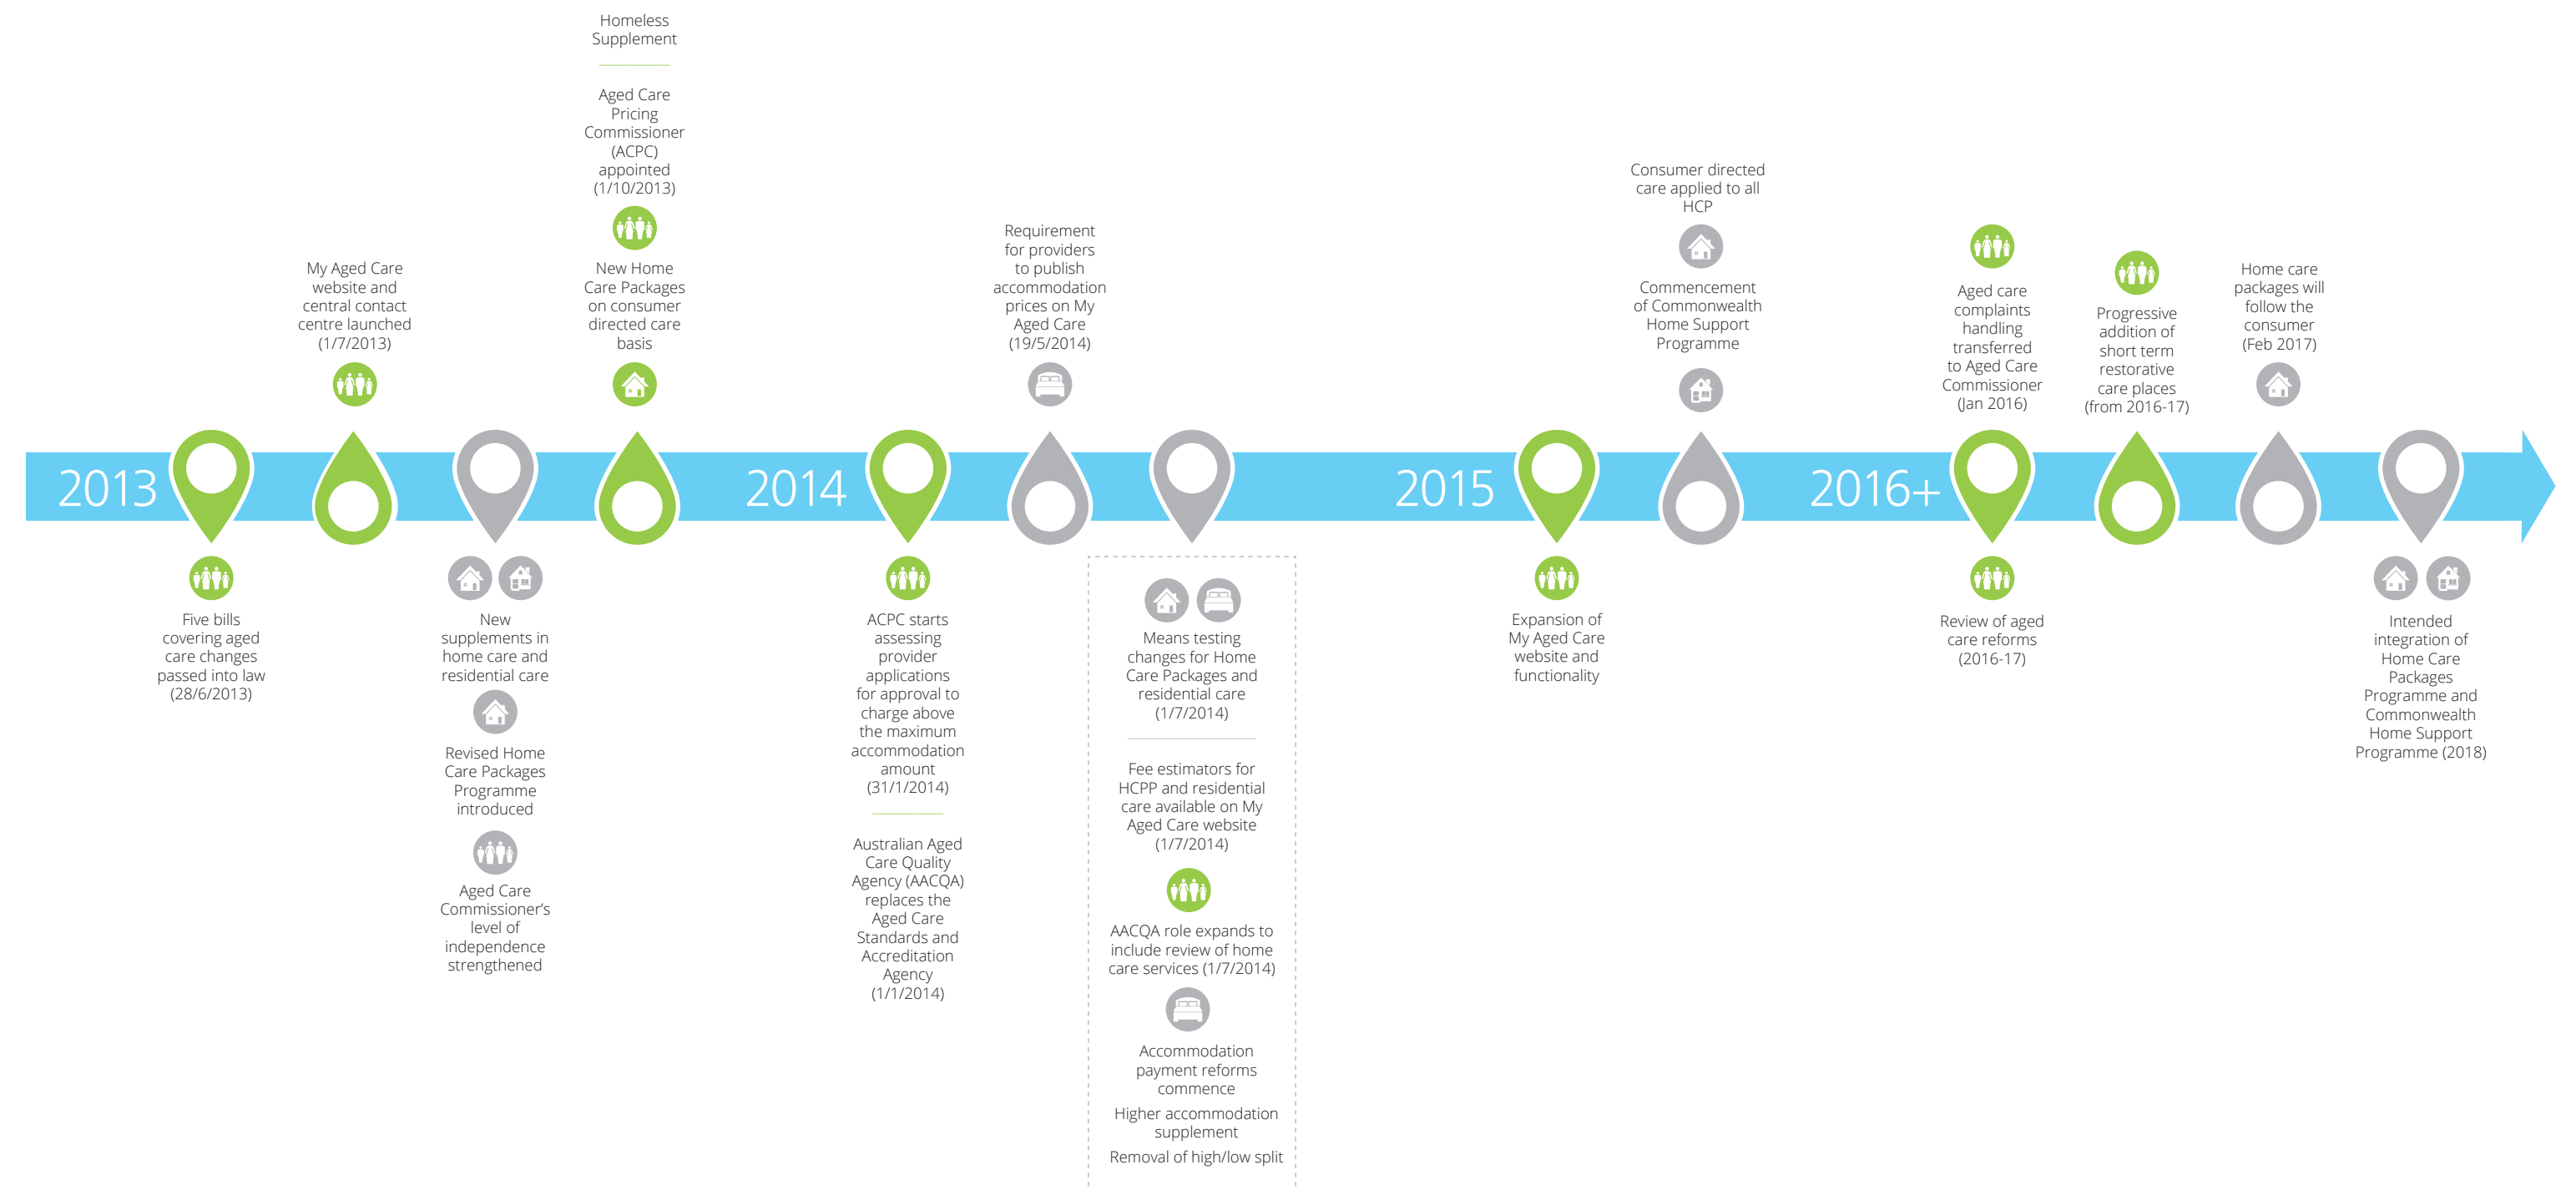 2013
Five bills
covering aged
care changes
passed into law
(28/6/2013)
My Aged Care
website and
central contact
centre launched
(1/7/2013)
New
supplements in
home care and
residential care
Revised Home
Care Packages
Programme
introduced
Aged Care
Commissioner’s
level of
independence
strengthened
Homeless
Supplement
Aged Care
Pricing
Commissioner
(ACPC)
appointed
(1/10/2013)
New Home
Care Packages
on consumer
directed care
basis
2014
ACPC starts
assessing
provider
applications
for approval to
charge above
the maximum
accommodation
amount
(31/1/2014)
Australian Aged
Care Quality
Agency (AACQA)
replaces the
Aged Care
Standards and
Accreditation
Agency
(1/1/2014)
Requirement
for providers
to publish
accommodation
prices on My
Aged Care
(19/5/2014)
Means testing
changes for Home
Care Packages and
residential care
(1/7/2014)
Fee estimators for
HCPP and residential
care available on My
Aged Care website
(1/7/2014)
AACQA role expands to
include review of home
care services (1/7/2014)
Accommodation
payment reforms
commence
Higher accommodation
supplement
Removal of high/low split
2015
Expansion of
My Aged Care
website and
functionality
Consumer directed
care applied to all
HCP
Commencement
of Commonwealth
Home Support
Programme
2016+
Aged care
complaints
handling
transferred
to Aged Care
Commissioner
(Jan 2016)
Review of aged
care reforms
(2016-17)
Progressive
addition of
short term
restorative
care places
(from 2016-17)
Home care
packages will
follow the
consumer
(Feb 2017)
Intended
integration of
Home Care
Packages
Programme and
Commonwealth
Home Support
Programme (2018)